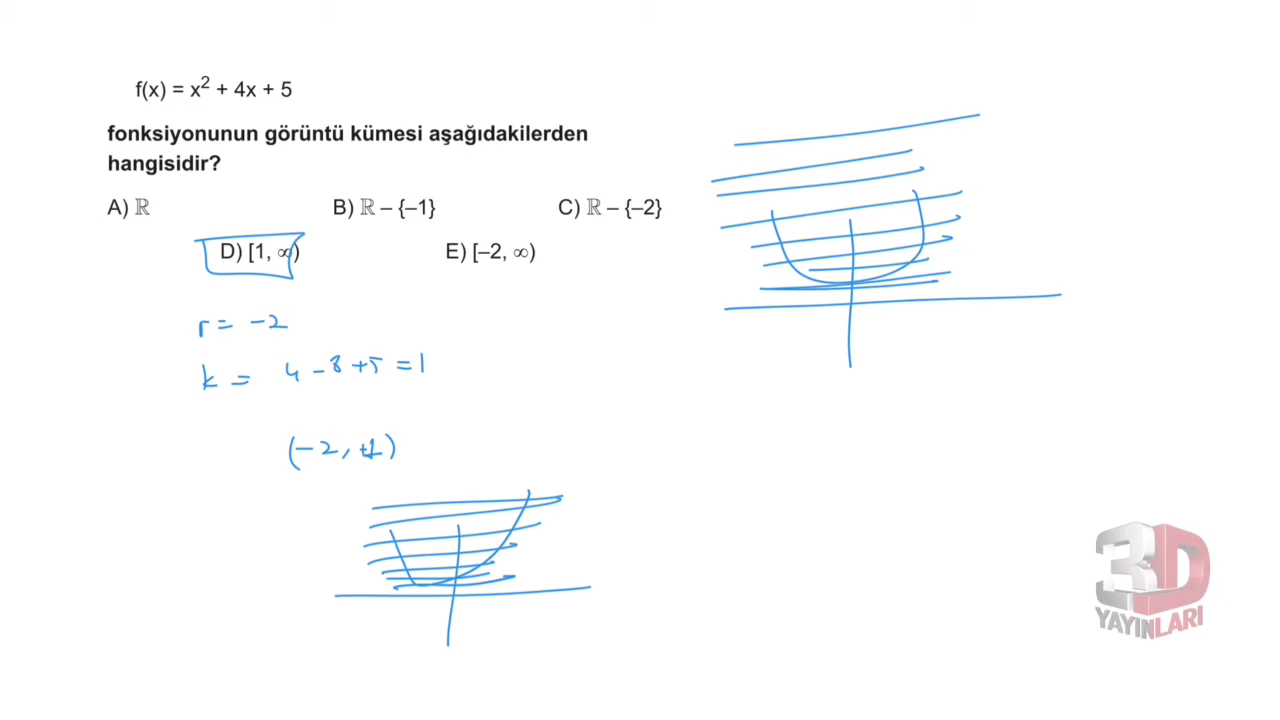 f(x) = x² + 4x + 5
fonksiyonunun görüntü kümesi aşağıdakilerden
hangisidir?
A) ℝ B) ℝ – {–1} C) ℝ – {–2}
D) [1, ∞) E) [–2, ∞)
r = -2
k = 4 - 8 + 5 = 1
(-2, +1)
3D
YAYINLARI